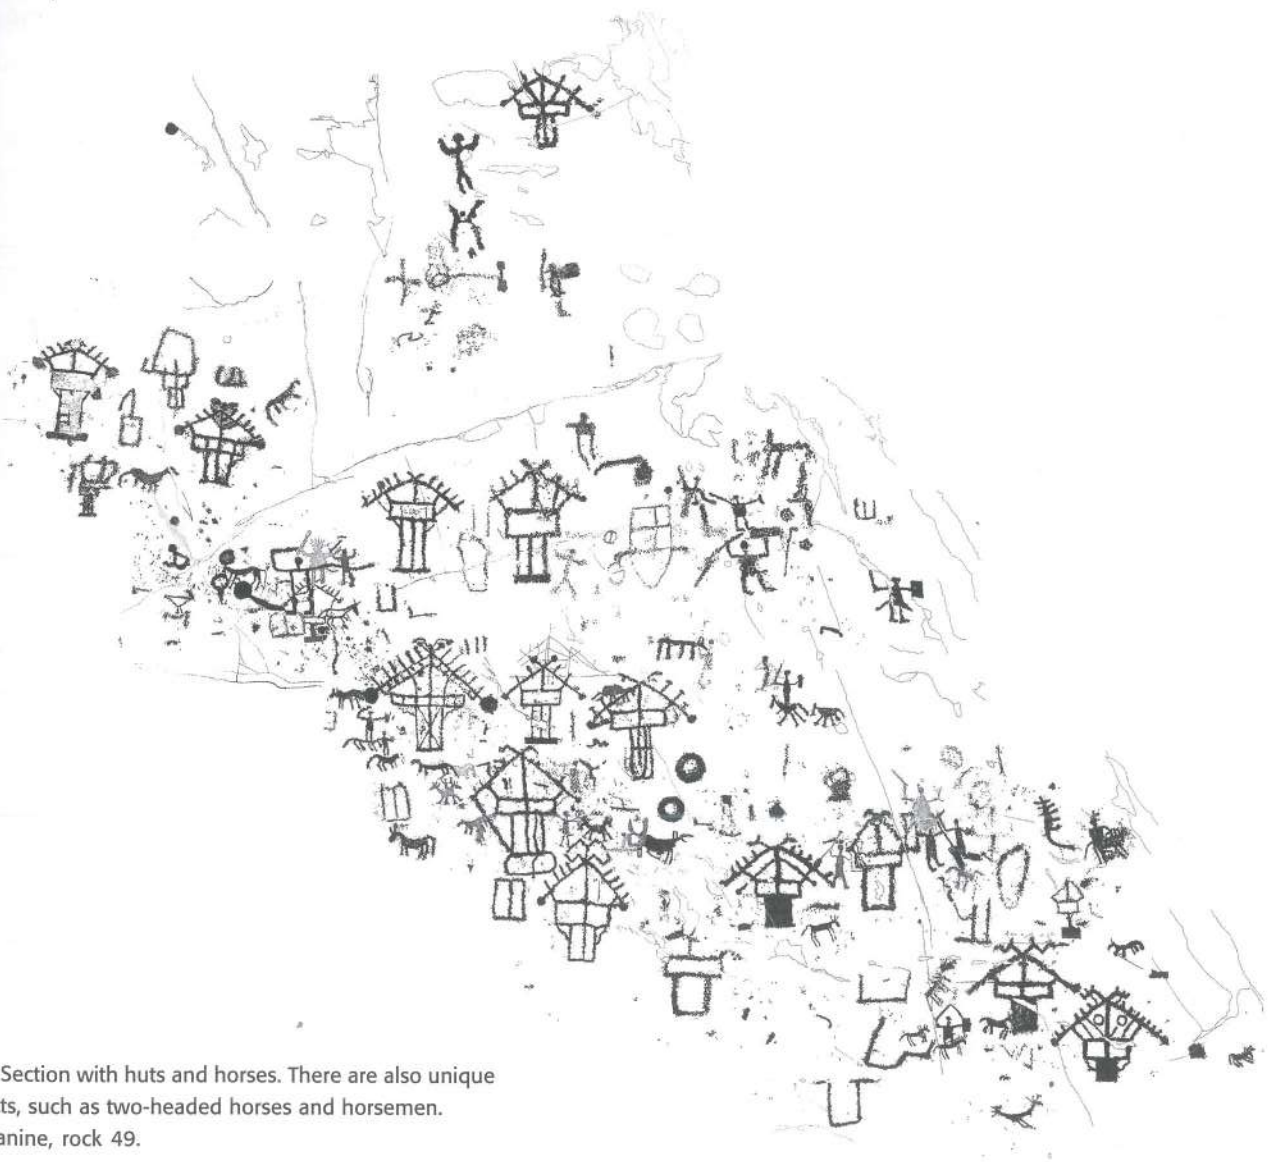 Section with huts and horses. There are also unique
ts, such as two-headed horses and horsemen.
anine, rock 49.